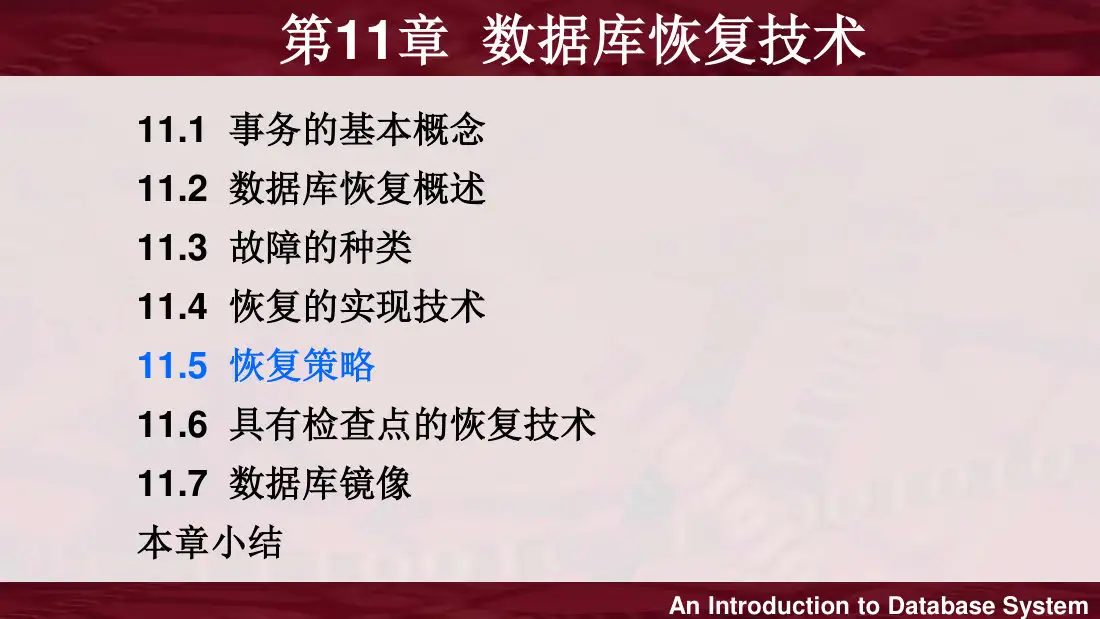 第11章 数据库恢复技术
11.1 事务的基本概念
11.2 数据库恢复概述
11.3 故障的种类
11.4 恢复的实现技术
11.5 恢复策略
11.6 具有检查点的恢复技术
11.7 数据库镜像
本章小结
An Introduction to Database System